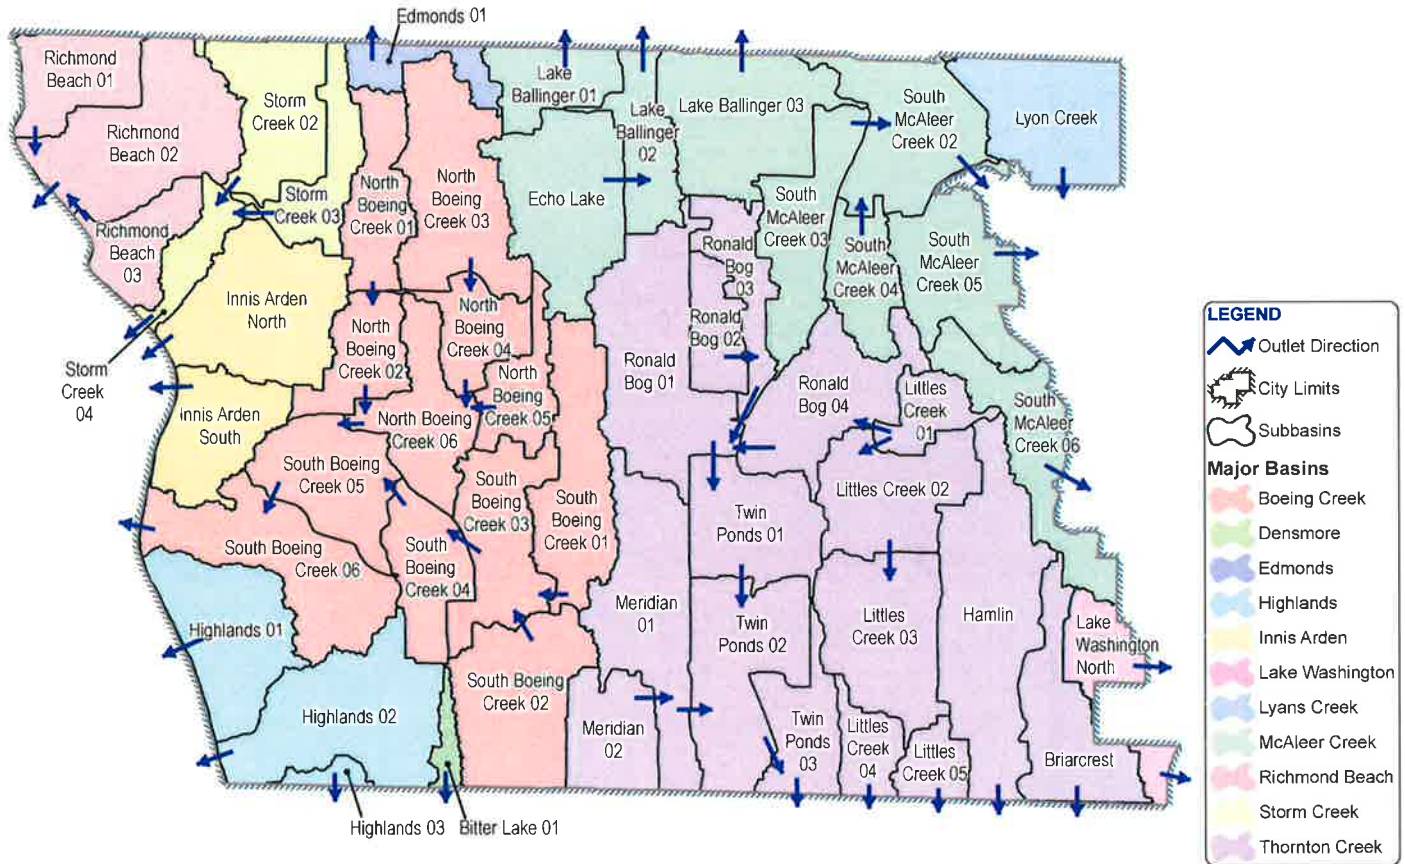 Edmonds 01
Richmond
Beach 01
Storm
Creek 02
Lake
Ballinger 01
Lake
Ballinger
02
Lake Ballinger 03
South
McAleer
Creek 02
Lyon Creek
Richmond
Beach 02
Storm
Creek 03
North
Boeing
Creek 01
North
Boeing
Creek 03
Echo Lake
Richmond
Beach
03
South
McAleer
Creek 03
South
McAleer
Creek 04
South
McAleer
Creek 05
Ronald
Bog
03
Innis Arden
North
North
Boeing
Creek 02
North
Boeing
Creek 04
Ronald
Bog 02
Storm
Creek
04
Ronald
Bog 01
North
Boeing
Creek 05
Ronald
Bog 04
Littles
Creek
01
Innis Arden
South
North Boeing
Creek 06
South
McAleer
Creek 06
South Boeing
Creek 05
South
Boeing
Creek 03
South
Boeing
Creek 01
Littles Creek 02
Twin
Ponds 01
South Boeing
Creek 06
South
Boeing
Creek 04
Highlands 01
Meridian
01
Twin
Ponds 02
Littles
Creek 03
Hamlin
Lake
Washington
North
Highlands 02
South Boeing
Creek 02
Meridian
02
Twin
Ponds
03
Littles
Creek
04
Littles
Creek 05
Briarcrest
Highlands 03
Bitter Lake 01
LEGEND
Outlet Direction
City Limits
Subbasins
Major Basins
Boeing Creek
Densmore
Edmonds
Highlands
Innis Arden
Lake Washington
Lyans Creek
McAleer Creek
Richmond Beach
Storm Creek
Thornton Creek